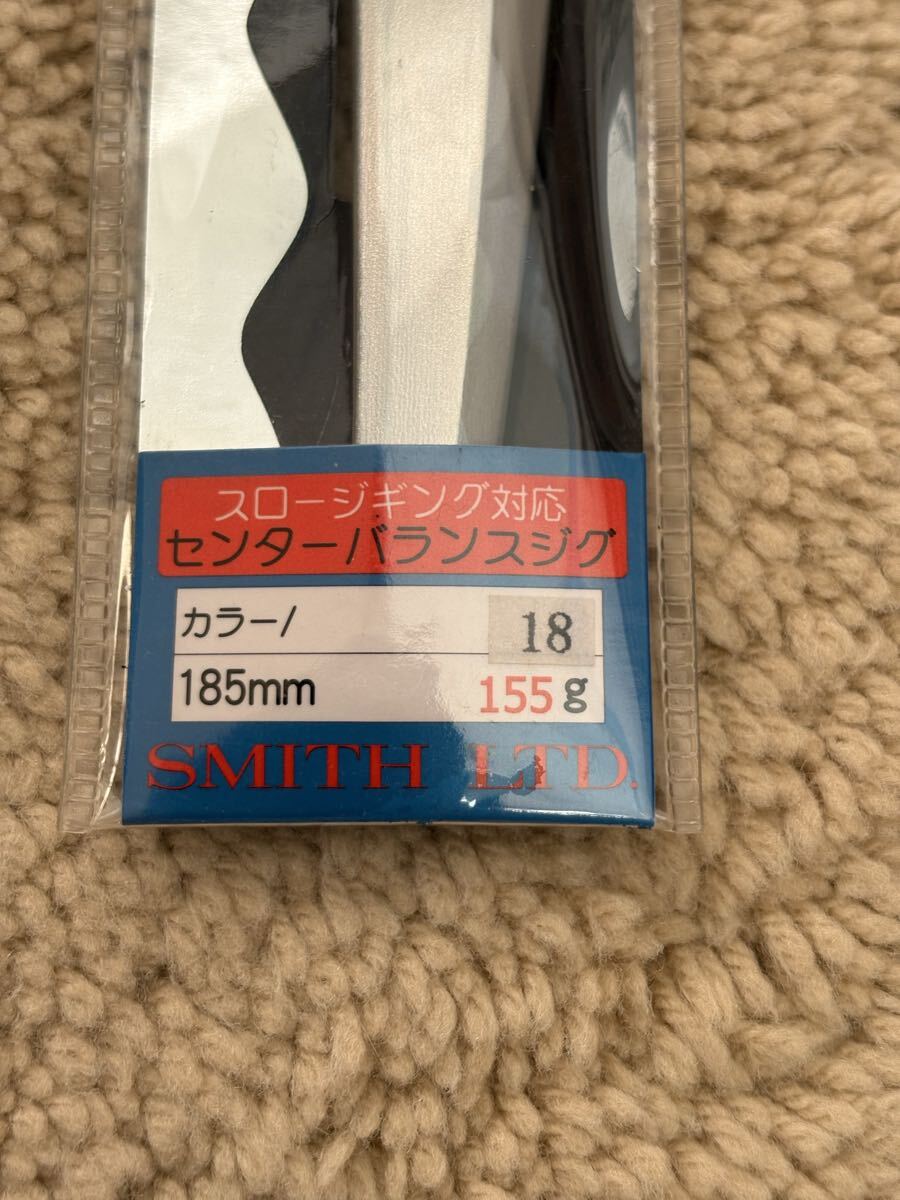 スロージギング対応
センターバランスジグ
カラー/ 18
185mm 155g
SMITH LTD.